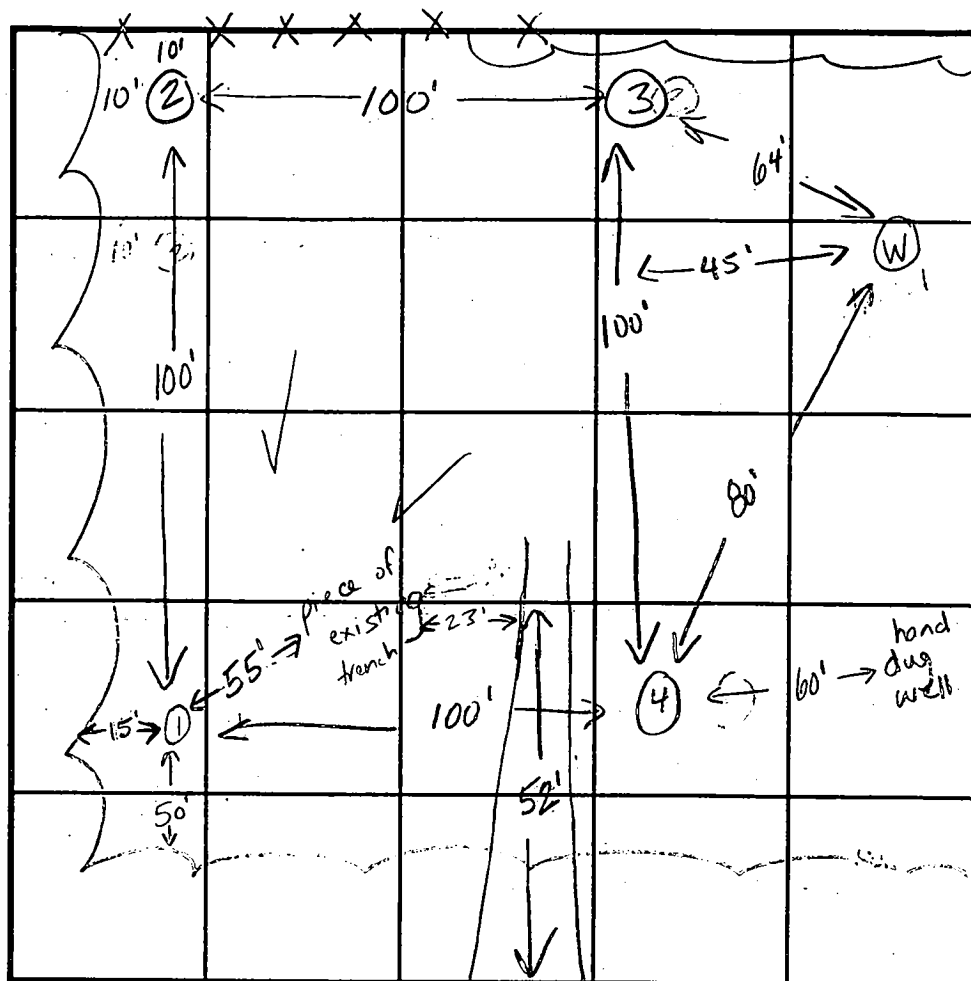 X X X X X X
10'
10' 2 100' 3
64'
10'
45' W
100' 100'
80'
piece of
existing 23'
trench
55'
hand
dug
well
60'
15' 1 100' 4
50' 52'